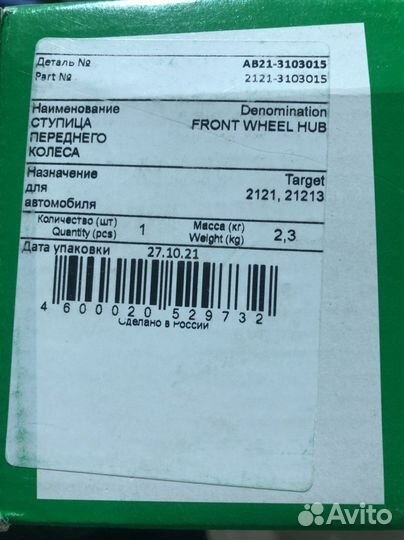 Деталь № AB21-3103015
Part № 2121-3103015
Наименование Denomination
СТУПИЦА FRONT WHEEL HUB
ПЕРЕДНЕГО
КОЛЕСА
Назначение Target
для 2121, 21213
автомобиля
Количество (шт) 1 Масса (кг) 2,3
Quantity (pcs) Weight (kg)
Дата упаковки 27.10.21
4 600020 529732
Сделано в России
Avito